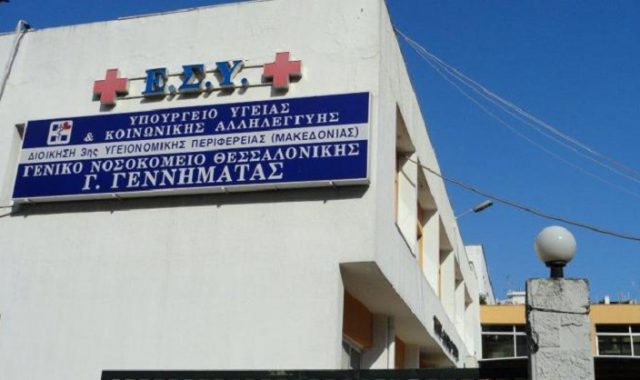 Ε.Σ.Υ.
ΥΠΟΥΡΓΕΙΟ ΥΓΕΙΑΣ
& ΚΟΙΝΩΝΙΚΗΣ ΑΛΛΗΛΕΓΓΥΗΣ
ΔΙΟΙΚΗΣΗ 3ης ΥΓΕΙΟΝΟΜΙΚΗΣ ΠΕΡΙΦΕΡΕΙΑΣ (ΜΑΚΕΔΟΝΙΑΣ)
ΓΕΝΙΚΟ ΝΟΣΟΚΟΜΕΙΟ ΘΕΣΣΑΛΟΝΙΚΗΣ
Γ. ΓΕΝΝΗΜΑΤΑΣ